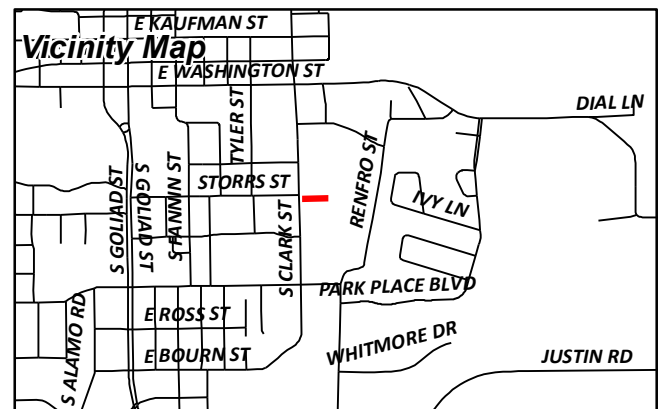 E KAUFMAN ST
Vicinity Map
E WASHINGTON ST
DIAL LN
TYLER ST
S GOLIAD ST
S GOLIAD ST
S FANNIN ST
STORRS ST
S CLARK ST
RENFRO ST
IVY LN
PARK PLACE BLVD
S ALAMO RD
E ROSS ST
E BOURN ST
WHITMORE DR
JUSTIN RD